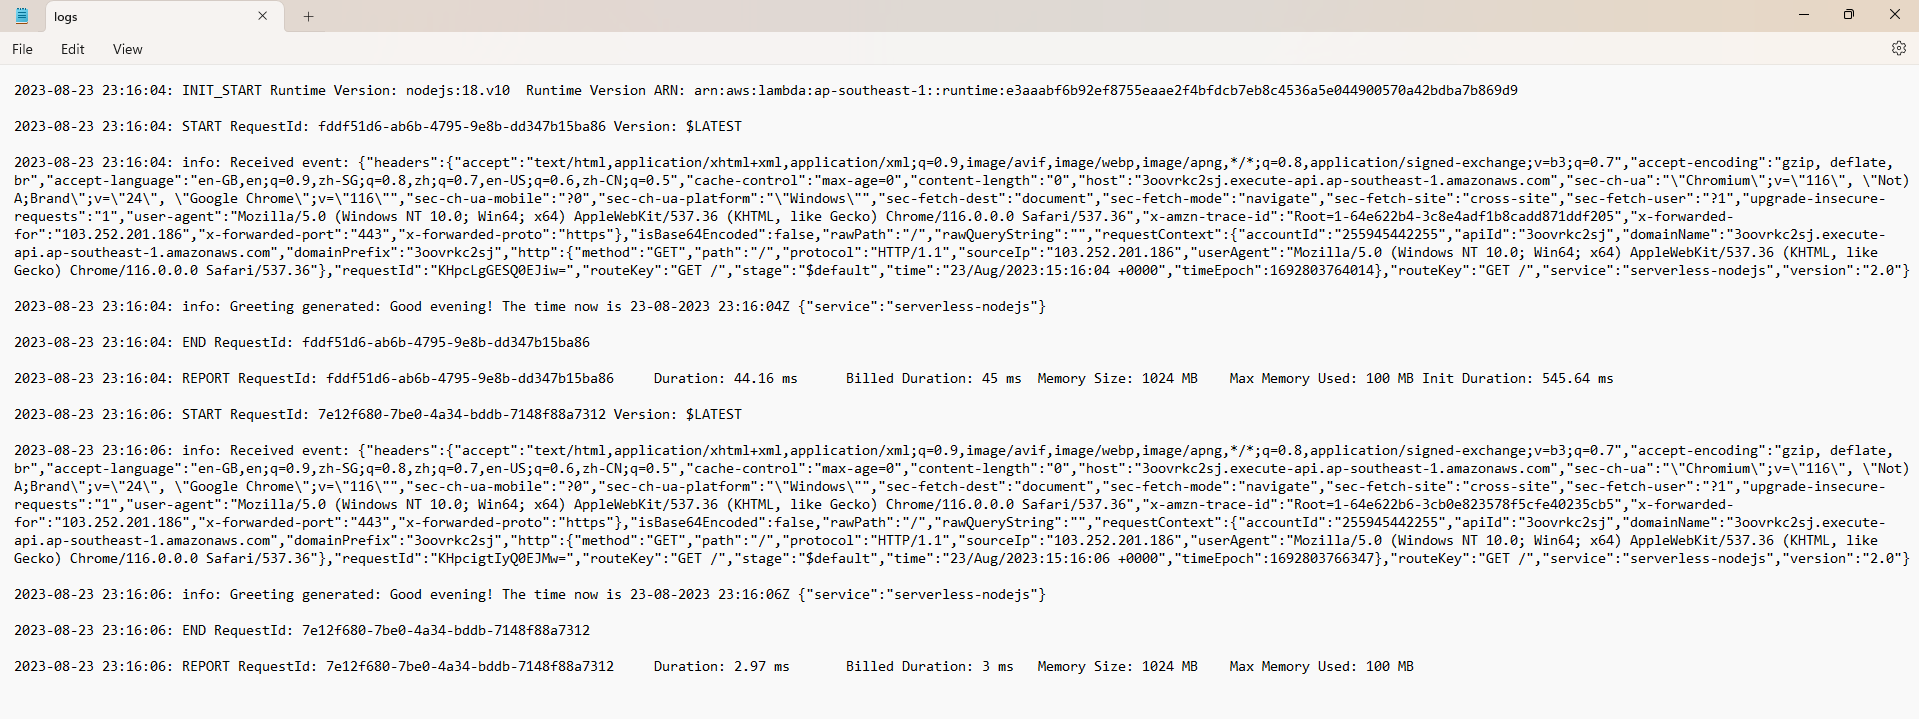 logs
File Edit View
2023-08-23 23:16:04: INIT_START Runtime Version: nodejs:18.v10 Runtime Version ARN: arn:aws:lambda:ap-southeast-1::runtime:e3aaabf6b92ef8755eaae2f4bfdcb7eb8c4536a5e044900570a42bdba7b869d9
2023-08-23 23:16:04: START RequestId: fddf51d6-ab6b-4795-9e8b-dd347b15ba86 Version: $LATEST
2023-08-23 23:16:04: info: Received event: {"headers":{"accept":"text/html,application/xhtml+xml,application/xml;q=0.9,image/avif,image/webp,image/apng,*/*;q=0.8,application/signed-exchange;v=b3;q=0.7","accept-encoding":"gzip, deflate,
br","accept-language":"en-GB,en;q=0.9,zh-SG;q=0.8,zh;q=0.7,en-US;q=0.6,zh-CN;q=0.5","cache-control":"max-age=0","content-length":"0","host":"3oovrkc2sj.execute-api.ap-southeast-1.amazonaws.com","sec-ch-ua":"\"Chromium\";v=\"116\", \"Not)
A;Brand\";v=\"24\", \"Google Chrome\";v=\"116\"","sec-ch-ua-mobile":"?0","sec-ch-ua-platform":"\"Windows\"","sec-fetch-dest":"document","sec-fetch-mode":"navigate","sec-fetch-site":"cross-site","sec-fetch-user":"?1","upgrade-insecure-
requests":"1","user-agent":"Mozilla/5.0 (Windows NT 10.0; Win64; x64) AppleWebKit/537.36 (KHTML, like Gecko) Chrome/116.0.0.0 Safari/537.36","x-amzn-trace-id":"Root=1-64e622b4-3c8e4adf1b8cadd871ddf205","x-forwarded-
for":"103.252.201.186","x-forwarded-port":"443","x-forwarded-proto":"https"},"isBase64Encoded":false,"rawPath":"/","rawQueryString":"","requestContext":{"accountId":"255945442255","apiId":"3oovrkc2sj","domainName":"3oovrkc2sj.execute-
api.ap-southeast-1.amazonaws.com","domainPrefix":"3oovrkc2sj","http":{"method":"GET","path":"/","protocol":"HTTP/1.1","sourceIp":"103.252.201.186","userAgent":"Mozilla/5.0 (Windows NT 10.0; Win64; x64) AppleWebKit/537.36 (KHTML, like
Gecko) Chrome/116.0.0.0 Safari/537.36"},"requestId":"KHpcLgGESQ0EJiw=","routeKey":"GET /","stage":"$default","time":"23/Aug/2023:15:16:04 +0000","timeEpoch":1692803764014},"routeKey":"GET /","service":"serverless-nodejs","version":"2.0"}
2023-08-23 23:16:04: info: Greeting generated: Good evening! The time now is 23-08-2023 23:16:04Z {"service":"serverless-nodejs"}
2023-08-23 23:16:04: END RequestId: fddf51d6-ab6b-4795-9e8b-dd347b15ba86
2023-08-23 23:16:04: REPORT RequestId: fddf51d6-ab6b-4795-9e8b-dd347b15ba86 Duration: 44.16 ms Billed Duration: 45 ms Memory Size: 1024 MB Max Memory Used: 100 MB Init Duration: 545.64 ms
2023-08-23 23:16:06: START RequestId: 7e12f680-7be0-4a34-bddb-7148f88a7312 Version: $LATEST
2023-08-23 23:16:06: info: Received event: {"headers":{"accept":"text/html,application/xhtml+xml,application/xml;q=0.9,image/avif,image/webp,image/apng,*/*;q=0.8,application/signed-exchange;v=b3;q=0.7","accept-encoding":"gzip, deflate,
br","accept-language":"en-GB,en;q=0.9,zh-SG;q=0.8,zh;q=0.7,en-US;q=0.6,zh-CN;q=0.5","cache-control":"max-age=0","content-length":"0","host":"3oovrkc2sj.execute-api.ap-southeast-1.amazonaws.com","sec-ch-ua":"\"Chromium\";v=\"116\", \"Not)
A;Brand\";v=\"24\", \"Google Chrome\";v=\"116\"","sec-ch-ua-mobile":"?0","sec-ch-ua-platform":"\"Windows\"","sec-fetch-dest":"document","sec-fetch-mode":"navigate","sec-fetch-site":"cross-site","sec-fetch-user":"?1","upgrade-insecure-
requests":"1","user-agent":"Mozilla/5.0 (Windows NT 10.0; Win64; x64) AppleWebKit/537.36 (KHTML, like Gecko) Chrome/116.0.0.0 Safari/537.36","x-amzn-trace-id":"Root=1-64e622b6-3cb0e823578f5cfe40235cb5","x-forwarded-
for":"103.252.201.186","x-forwarded-port":"443","x-forwarded-proto":"https"},"isBase64Encoded":false,"rawPath":"/","rawQueryString":"","requestContext":{"accountId":"255945442255","apiId":"3oovrkc2sj","domainName":"3oovrkc2sj.execute-
api.ap-southeast-1.amazonaws.com","domainPrefix":"3oovrkc2sj","http":{"method":"GET","path":"/","protocol":"HTTP/1.1","sourceIp":"103.252.201.186","userAgent":"Mozilla/5.0 (Windows NT 10.0; Win64; x64) AppleWebKit/537.36 (KHTML, like
Gecko) Chrome/116.0.0.0 Safari/537.36"},"requestId":"KHpcigtIyQ0EJMw=","routeKey":"GET /","stage":"$default","time":"23/Aug/2023:15:16:06 +0000","timeEpoch":1692803766347},"routeKey":"GET /","service":"serverless-nodejs","version":"2.0"}
2023-08-23 23:16:06: info: Greeting generated: Good evening! The time now is 23-08-2023 23:16:06Z {"service":"serverless-nodejs"}
2023-08-23 23:16:06: END RequestId: 7e12f680-7be0-4a34-bddb-7148f88a7312
2023-08-23 23:16:06: REPORT RequestId: 7e12f680-7be0-4a34-bddb-7148f88a7312 Duration: 2.97 ms Billed Duration: 3 ms Memory Size: 1024 MB Max Memory Used: 100 MB